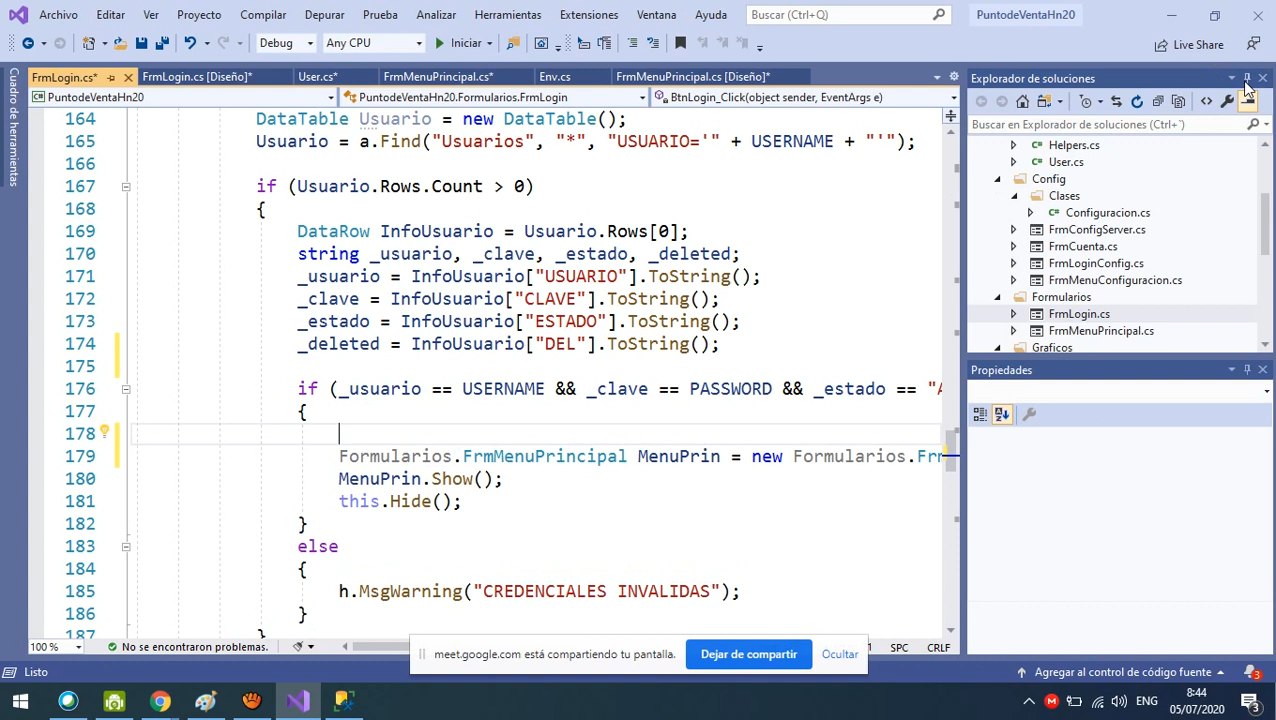 Archivo Editar Ver Proyecto Compilar Depurar Prueba Analizar Herramientas Extensiones Ventana Ayuda Buscar (Ctrl+Q) PuntodeVentaHn20
Debug Any CPU Iniciar Live Share
FrmLogin.cs* FrmLogin.cs [Diseño]* User.cs* FrmMenuPrincipal.cs* Env.cs FrmMenuPrincipal.cs [Diseño]*
PuntodeVentaHn20 PuntodeVentaHn20.Formularios.FrmLogin BtnLogin_Click(object sender, EventArgs e)
Cuadro de herramientas
164 DataTable Usuario = new DataTable();
165 Usuario = a.Find("Usuarios", "*", "USUARIO='" + USERNAME + "'");
166
167 if (Usuario.Rows.Count > 0)
168 {
169 DataRow InfoUsuario = Usuario.Rows[0];
170 string _usuario, _clave, _estado, _deleted;
171 _usuario = InfoUsuario["USUARIO"].ToString();
172 _clave = InfoUsuario["CLAVE"].ToString();
173 _estado = InfoUsuario["ESTADO"].ToString();
174 _deleted = InfoUsuario["DEL"].ToString();
175
176 if (_usuario == USERNAME && _clave == PASSWORD && _estado == "A
177 {
178
179 Formularios.FrmMenuPrincipal MenuPrin = new Formularios.Frm
180 MenuPrin.Show();
181 this.Hide();
182 }
183 else
184 {
185 h.MsgWarning("CREDENCIALES INVALIDAS");
186 }
187 }
Explorador de soluciones
Buscar en Explorador de soluciones (Ctrl+`)
Helpers.cs
User.cs
Config
Clases
Configuracion.cs
FrmConfigServer.cs
FrmCuenta.cs
FrmLoginConfig.cs
FrmMenuConfiguracion.cs
Formularios
FrmLogin.cs
FrmMenuPrincipal.cs
Graficos
Propiedades
100 % No se encontraron problemas. SPC CRLF
meet.google.com está compartiendo tu pantalla. Dejar de compartir Ocultar
Listo Agregar al control de código fuente 3
ENG 8:44
05/07/2020 3